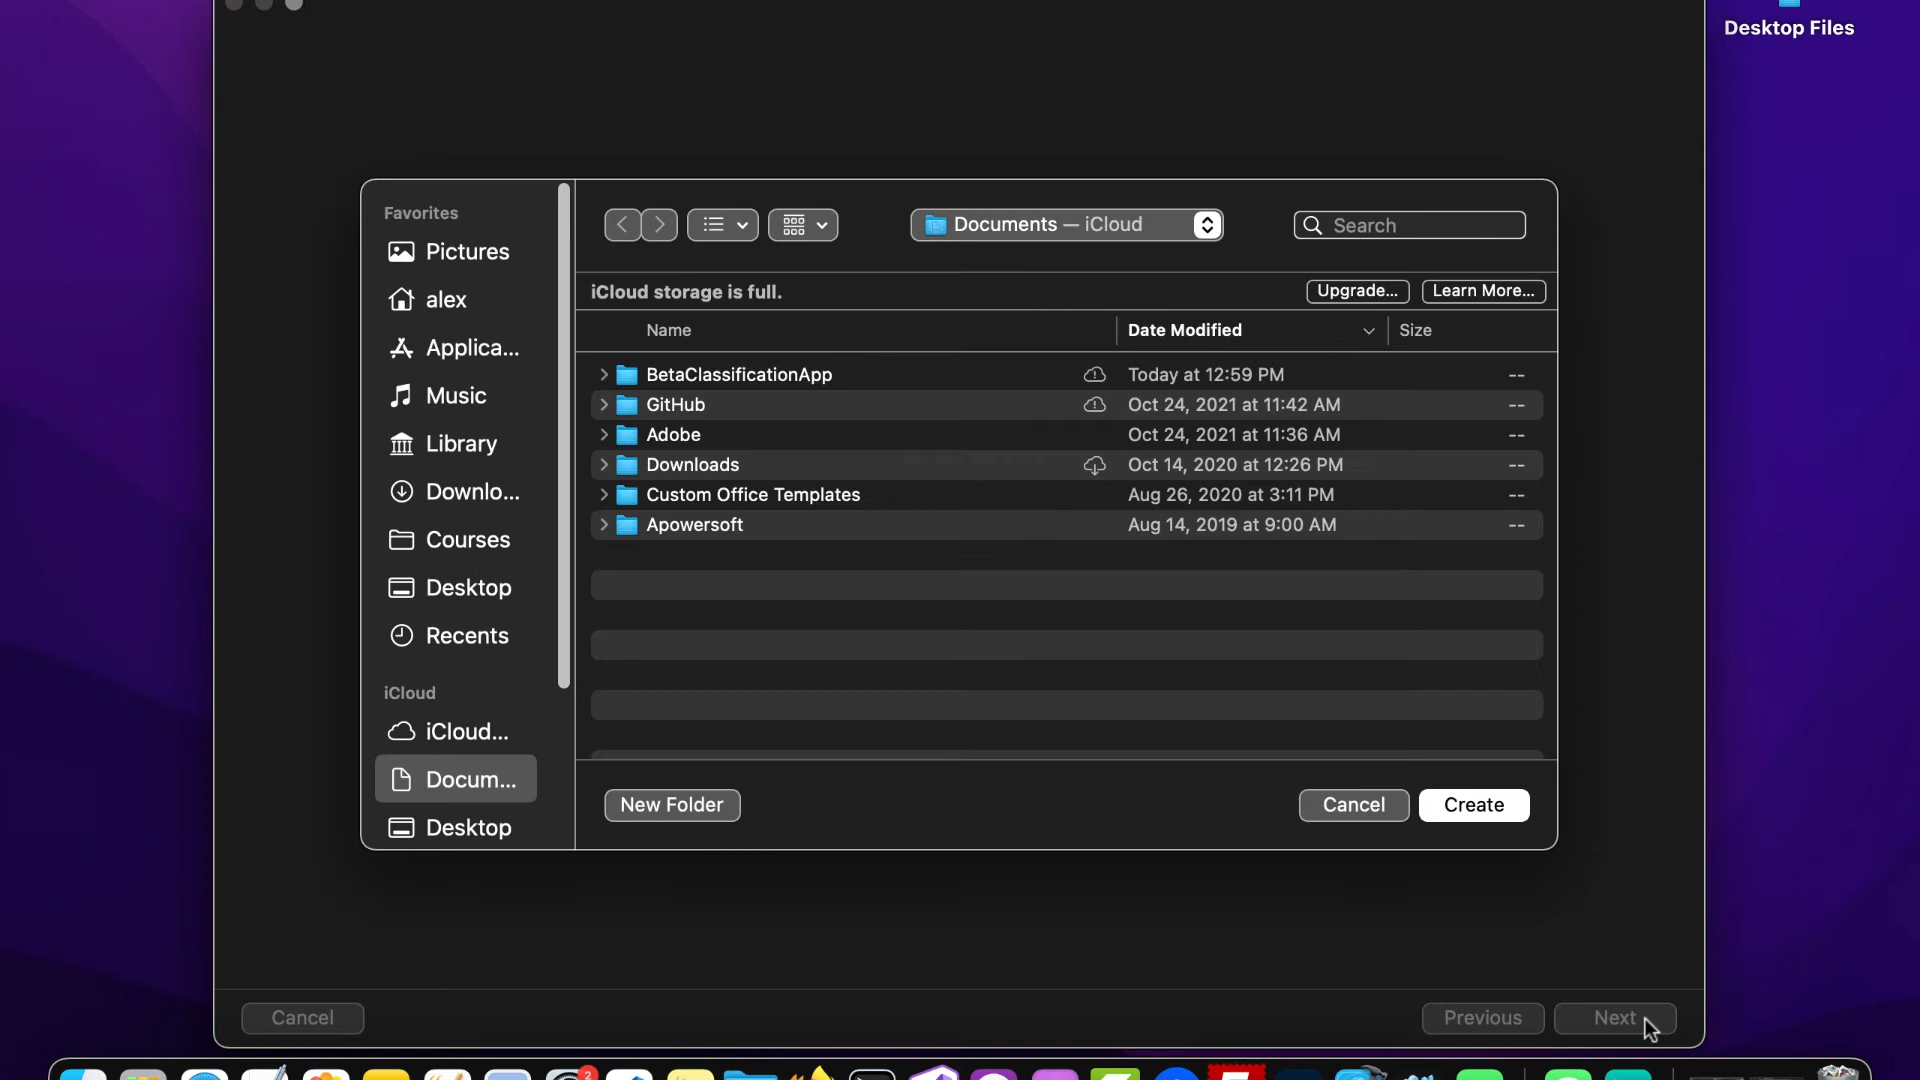 Desktop Files
Favorites
Pictures
alex
Applica...
Music
Library
Downlo...
Courses
Desktop
Recents
iCloud
iCloud...
Docum...
Desktop
Documents — iCloud
Search
iCloud storage is full.
Upgrade...
Learn More...
Name Date Modified Size
BetaClassificationApp Today at 12:59 PM --
GitHub Oct 24, 2021 at 11:42 AM --
Adobe Oct 24, 2021 at 11:36 AM --
Downloads Oct 14, 2020 at 12:26 PM --
Custom Office Templates Aug 26, 2020 at 3:11 PM --
Apowersoft Aug 14, 2019 at 9:00 AM --
New Folder
Cancel
Create
Cancel
Previous
Next
2